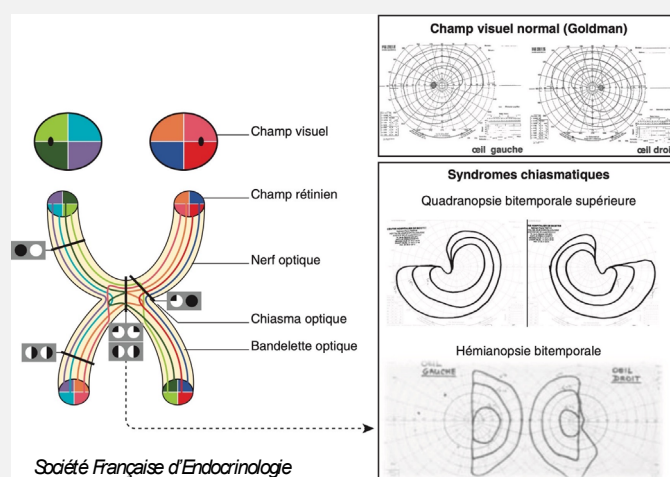 Champ visuel normal (Goldman)
œil gauche
œil droit
Champ visuel
Champ rétinien
Nerf optique
Chiasma optique
Bandelette optique
Syndromes chiasmatiques
Quadranopsie bitemporale supérieure
Hémianopsie bitemporale
OEIL
GAUCHE
OEIL
DROIT
Société Française d'Endocrinologie